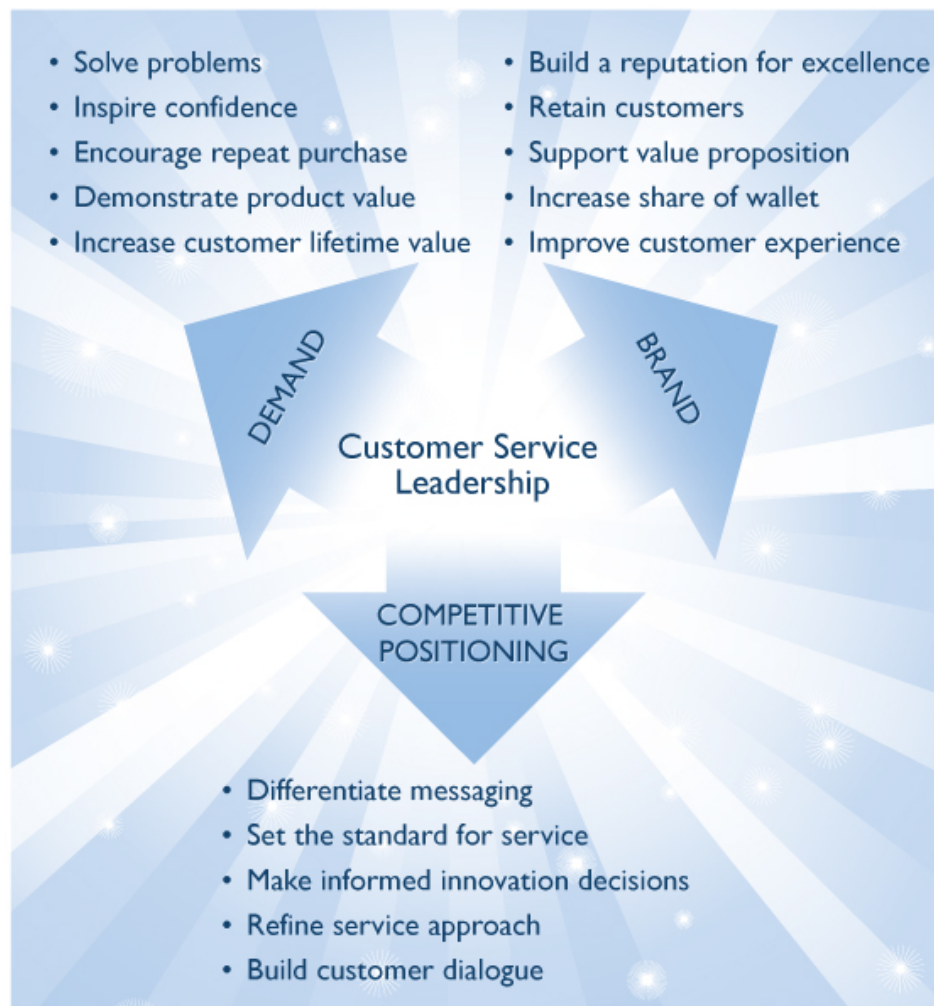 • Solve problems
• Inspire confidence
• Encourage repeat purchase
• Demonstrate product value
• Increase customer lifetime value
• Build a reputation for excellence
• Retain customers
• Support value proposition
• Increase share of wallet
• Improve customer experience
DEMAND
BRAND
Customer Service
Leadership
COMPETITIVE
POSITIONING
• Differentiate messaging
• Set the standard for service
• Make informed innovation decisions
• Refine service approach
• Build customer dialogue